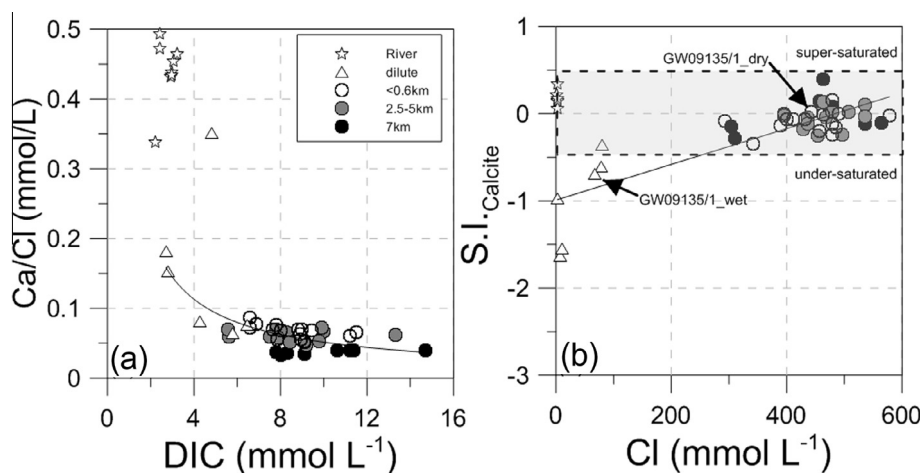 0.5
0.4
0.3
0.2
0.1
0
Ca/Cl (mmol/L)
River
dilute
<0.6km
2.5-5km
7km
(a)
0 4 8 12 16
DIC (mmol L-1)
1
0
-1
-2
-3
S.I.Calcite
super-saturated
GW09135/1_dry
under-saturated
GW09135/1_wet
(b)
0 200 400 600
Cl (mmol L-1)